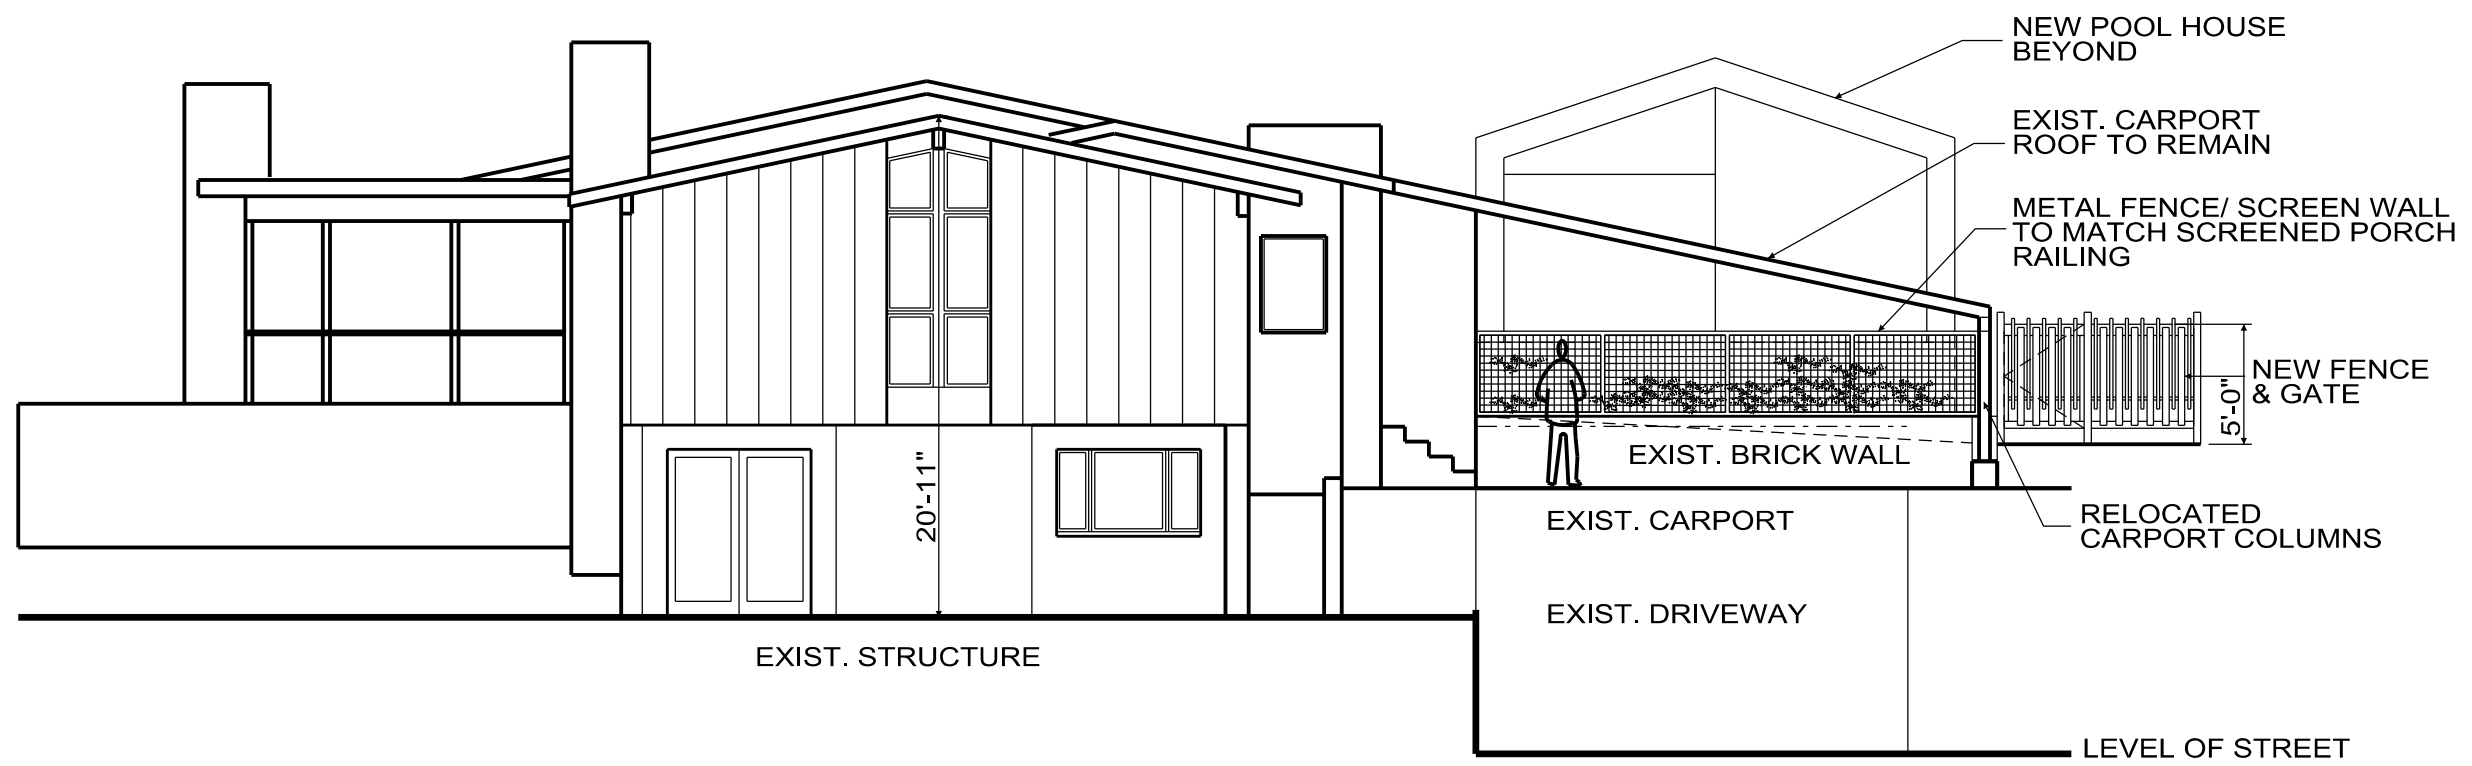 NEW POOL HOUSE
BEYOND
EXIST. CARPORT
ROOF TO REMAIN
METAL FENCE/ SCREEN WALL
TO MATCH SCREENED PORCH
RAILING
NEW FENCE
& GATE
5'-0"
EXIST. BRICK WALL
20'-11"
EXIST. CARPORT
RELOCATED
CARPORT COLUMNS
EXIST. DRIVEWAY
EXIST. STRUCTURE
LEVEL OF STREET